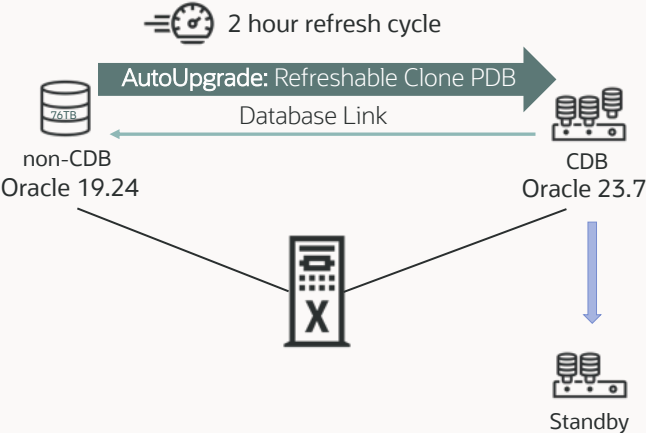 2 hour refresh cycle
AutoUpgrade: Refreshable Clone PDB
76TB
Database Link
non-CDB
Oracle 19.24
CDB
Oracle 23.7
X
Standby